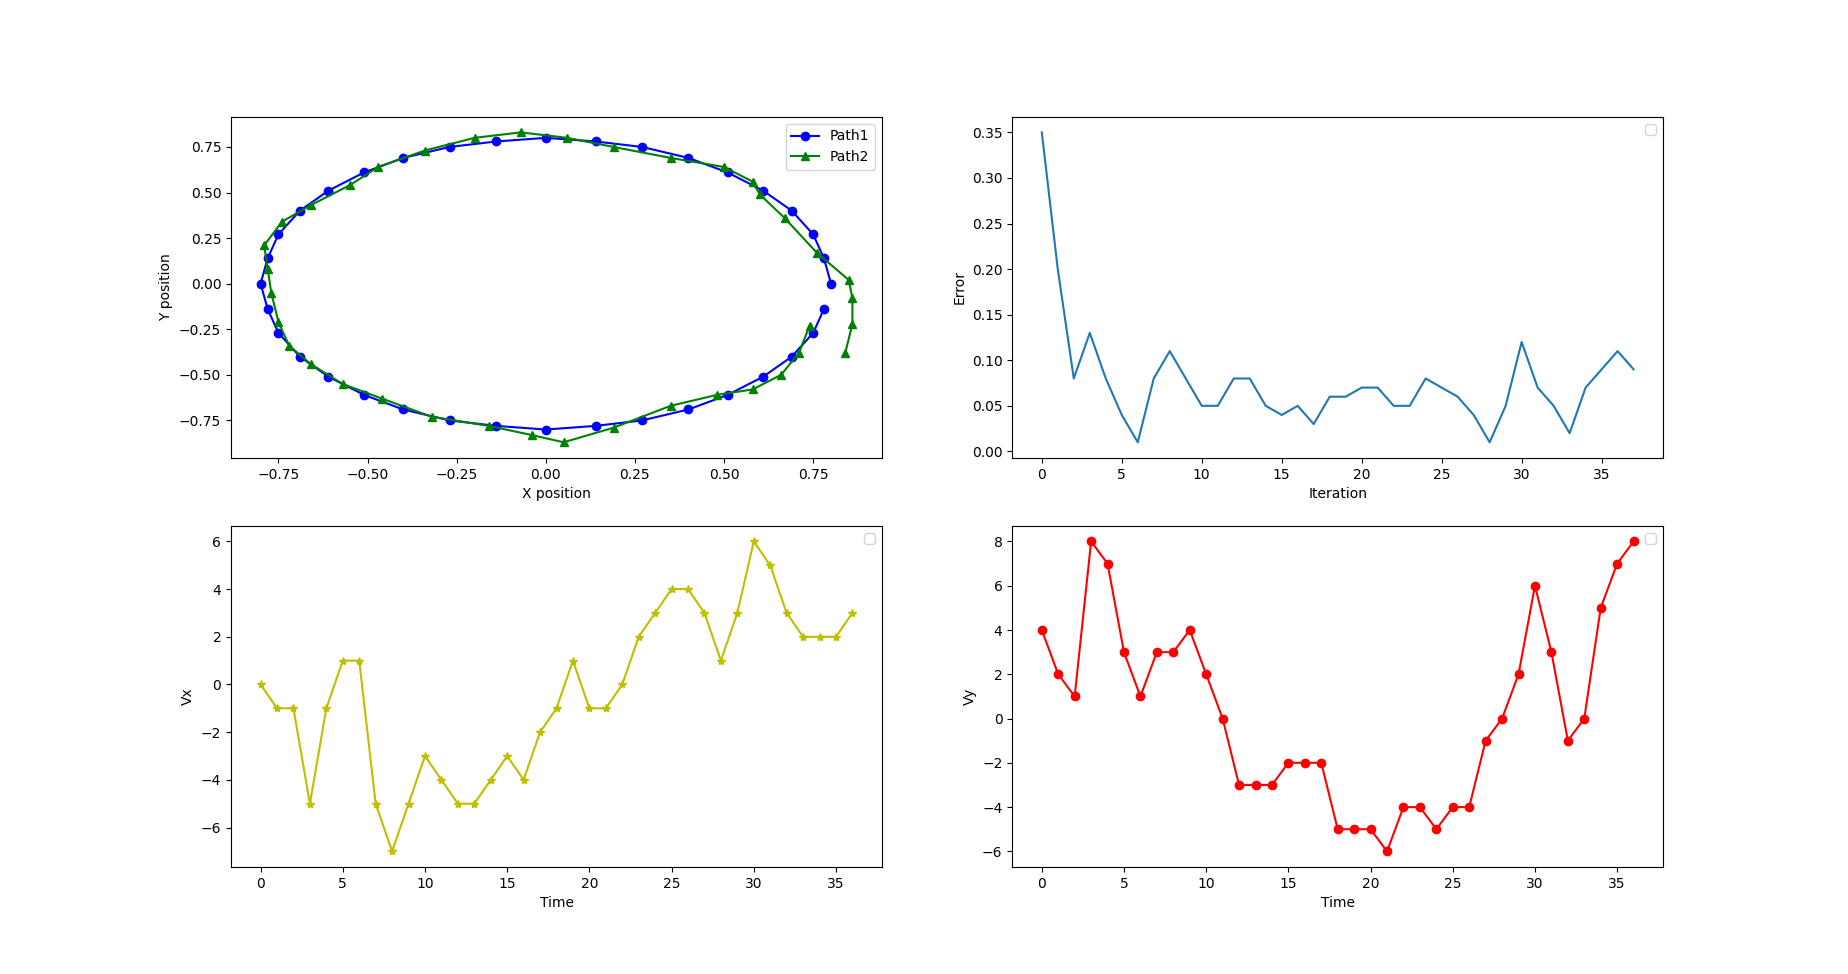 Path1
Path2
0.75
0.50
0.25
0.00
−0.25
−0.50
−0.75
Y position
−0.75 −0.50 −0.25 0.00 0.25 0.50 0.75
X position
0.35
0.30
0.25
0.20
0.15
0.10
0.05
0.00
Error
0 5 10 15 20 25 30 35
Iteration
6
4
2
0
−2
−4
−6
Vx
0 5 10 15 20 25 30 35
Time
8
6
4
2
0
−2
−4
−6
Vy
0 5 10 15 20 25 30 35
Time